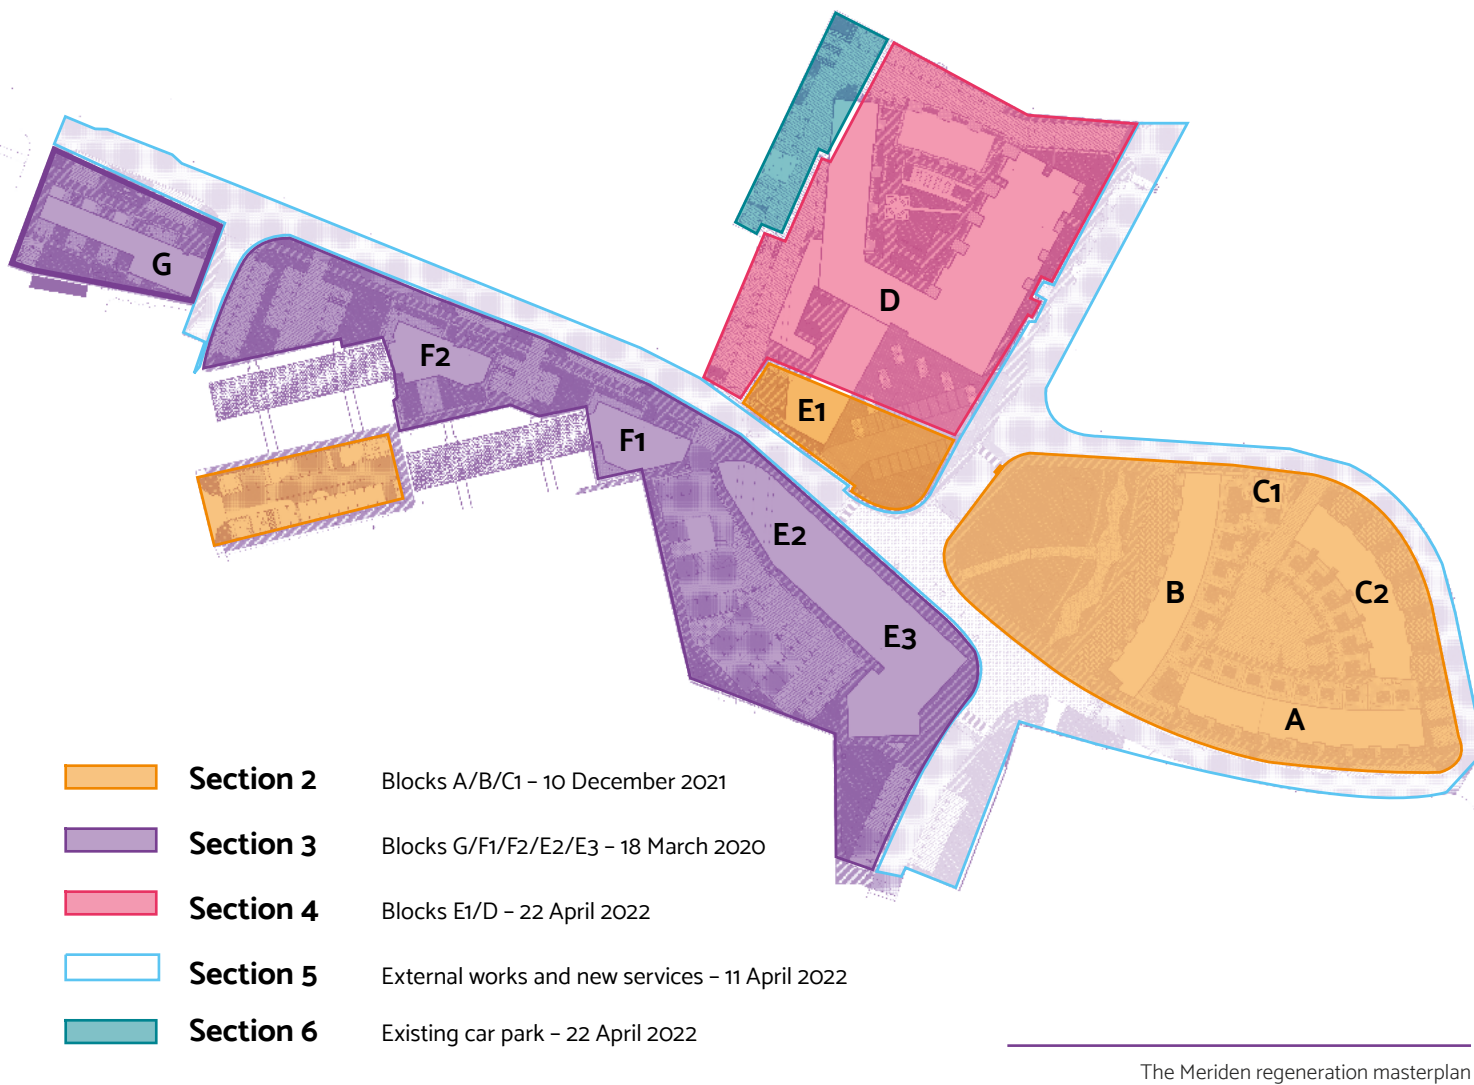 G
F2
F1
D
E1
E2
E3
C1
B
C2
A
Section 2 Blocks A/B/C1 – 10 December 2021
Section 3 Blocks G/F1/F2/E2/E3 – 18 March 2020
Section 4 Blocks E1/D – 22 April 2022
Section 5 External works and new services – 11 April 2022
Section 6 Existing car park – 22 April 2022
The Meriden regeneration masterplan